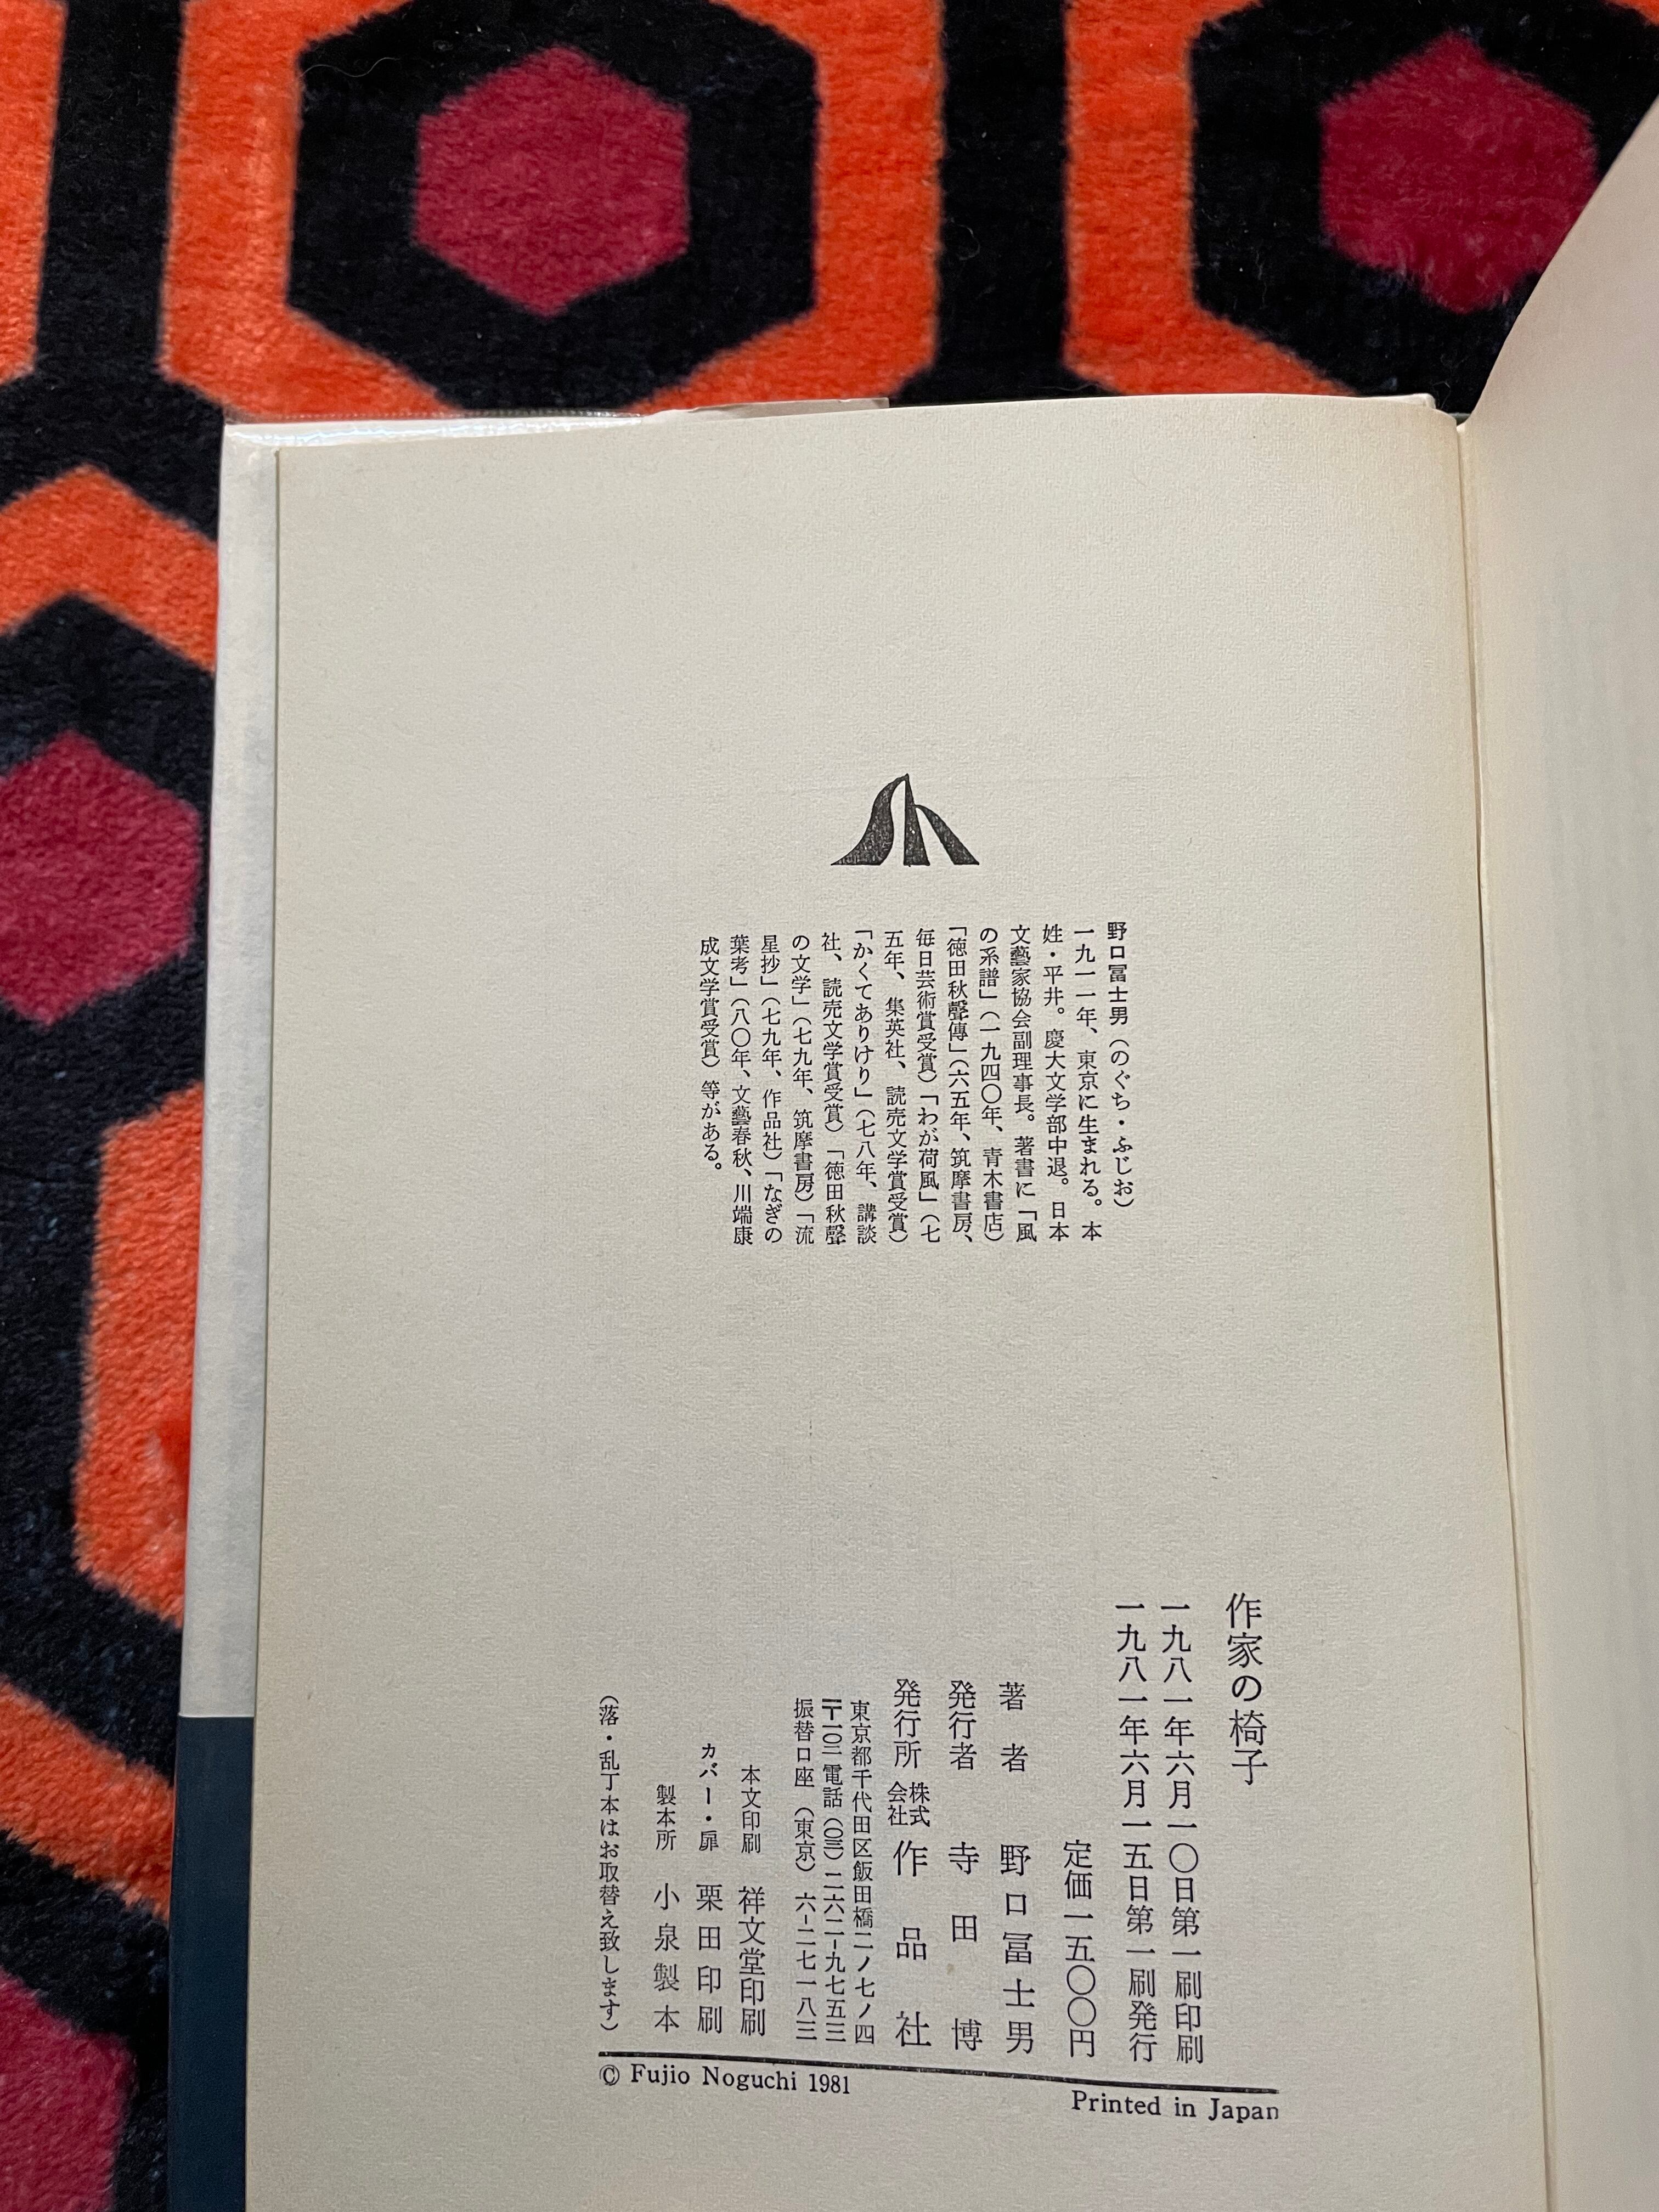 野口冨士男(のぐち・ふじお)
一九一一年、東京に生まれる。本
姓・平井。慶大文学部中退。日本
文藝家協会副理事長。著書に「風
の系譜」(一九四〇年、青木書店)
「徳田秋聲傳」(六五年、筑摩書房、
毎日芸術賞受賞)「わが荷風」(七
五年、集英社、読売文学賞受賞)
「かくてありけり」(七八年、講談
社、読売文学賞受賞)「徳田秋聲
の文学」(七九年、筑摩書房)「流
星抄」(七九年、作品社)「なぎの
葉考」(八〇年、文藝春秋、川端康
成文学賞受賞)等がある。
作家の椅子
一九八一年六月一〇日第一刷印刷
一九八一年六月一五日第一刷発行
定価一五〇〇円
著者 野口冨士男
発行者 寺田博
発行所 株式会社 作品社
東京都千代田区飯田橋二ノ七ノ四
〒一〇二 電話(〇三)二六二-九七五三
振替口座(東京)六-二七一八三
本文印刷 祥文堂印刷
カバー・扉 栗田印刷
製本所 小泉製本
(落・乱丁本はお取替え致します)
© Fujio Noguchi 1981
Printed in Japan